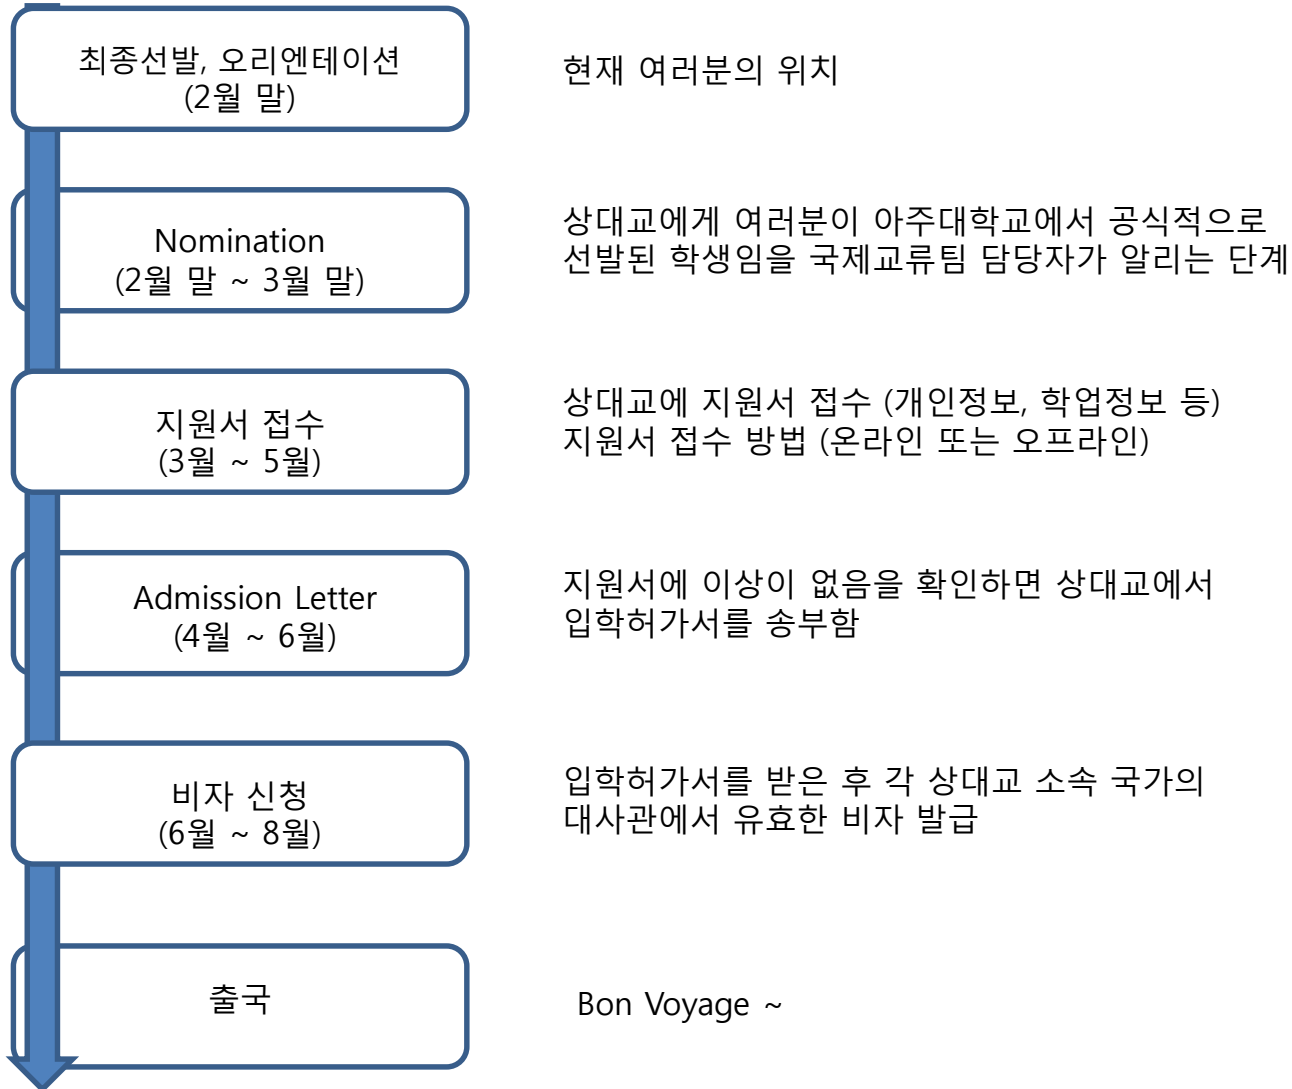 최종선발, 오리엔테이션
(2월 말)
현재 여러분의 위치
Nomination
(2월 말 ~ 3월 말)
상대교에게 여러분이 아주대학교에서 공식적으로
선발된 학생임을 국제교류팀 담당자가 알리는 단계
지원서 접수
(3월 ~ 5월)
상대교에 지원서 접수 (개인정보, 학업정보 등)
지원서 접수 방법 (온라인 또는 오프라인)
Admission Letter
(4월 ~ 6월)
지원서에 이상이 없음을 확인하면 상대교에서
입학허가서를 송부함
비자 신청
(6월 ~ 8월)
입학허가서를 받은 후 각 상대교 소속 국가의
대사관에서 유효한 비자 발급
출국
Bon Voyage ~